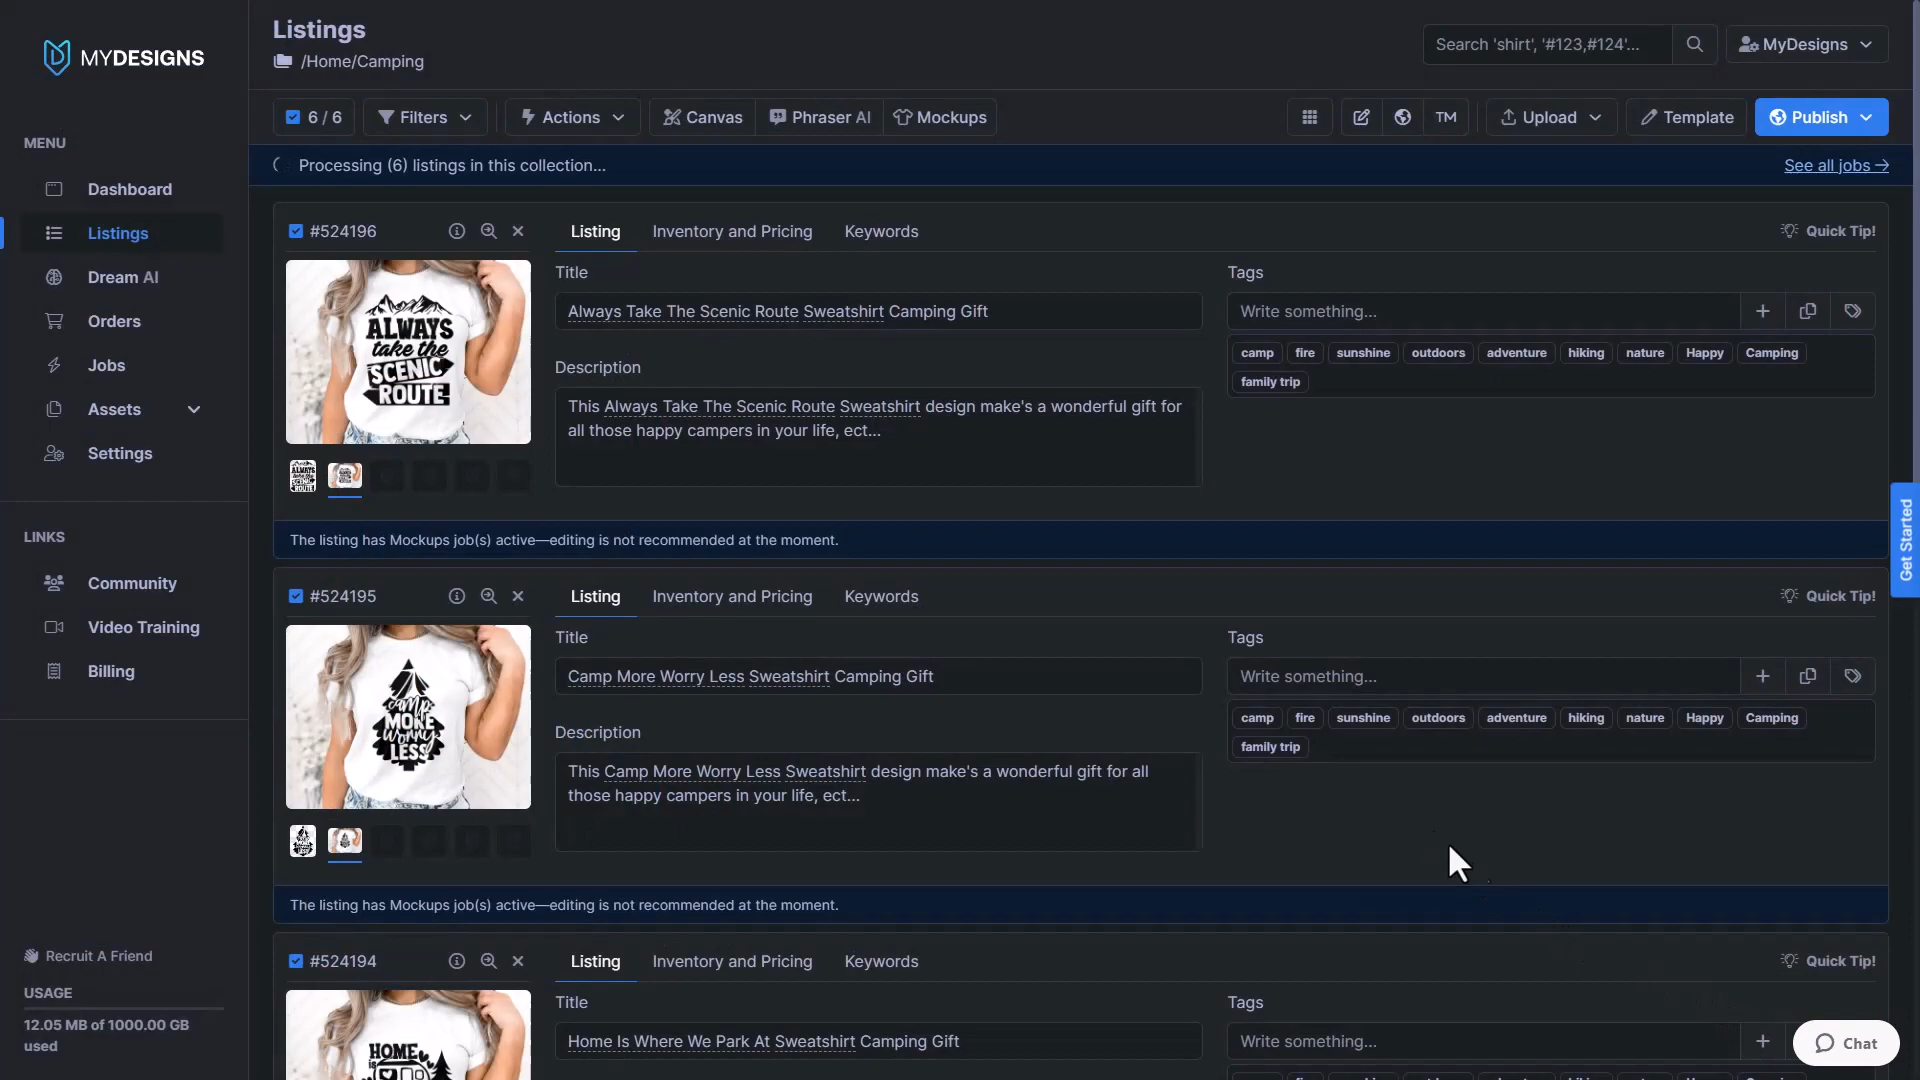 MYDESIGNS
MENU
Dashboard
Listings
Dream AI
Orders
Jobs
Assets
Settings
LINKS
Community
Video Training
Billing
Recruit A Friend
USAGE
12.05 MB of 1000.00 GB
used
Listings
/Home/Camping
Search 'shirt', '#123,#124'...
MyDesigns
6 / 6
Filters
Actions
Canvas
Phraser AI
Mockups
TM
Upload
Template
Publish
Processing (6) listings in this collection...
See all jobs →
#524196
Listing
Inventory and Pricing
Keywords
Quick Tip!
ALWAYS
take the
SCENIC
ROUTE
Title
Always Take The Scenic Route Sweatshirt Camping Gift
Description
This Always Take The Scenic Route Sweatshirt design make's a wonderful gift for
all those happy campers in your life, ect...
Tags
Write something...
camp
fire
sunshine
outdoors
adventure
hiking
nature
Happy
Camping
family trip
The listing has Mockups job(s) active—editing is not recommended at the moment.
Get Started
#524195
Listing
Inventory and Pricing
Keywords
Quick Tip!
camp
MORE
worry
LESS
Title
Camp More Worry Less Sweatshirt Camping Gift
Description
This Camp More Worry Less Sweatshirt design make's a wonderful gift for all
those happy campers in your life, ect...
Tags
Write something...
camp
fire
sunshine
outdoors
adventure
hiking
nature
Happy
Camping
family trip
The listing has Mockups job(s) active—editing is not recommended at the moment.
#524194
Listing
Inventory and Pricing
Keywords
Quick Tip!
HOME
is
Title
Home Is Where We Park At Sweatshirt Camping Gift
Tags
Write something...
Chat